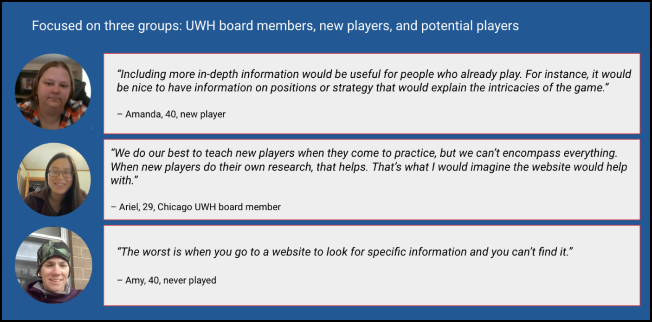 Focused on three groups: UWH board members, new players, and potential players
“Including more in-depth information would be useful for people who already play. For instance, it would
be nice to have information on positions or strategy that would explain the intricacies of the game.”
– Amanda, 40, new player
“We do our best to teach new players when they come to practice, but we can’t encompass everything.
When new players do their own research, that helps. That’s what I would imagine the website would help
with.”
– Ariel, 29, Chicago UWH board member
“The worst is when you go to a website to look for specific information and you can’t find it.”
– Amy, 40, never played